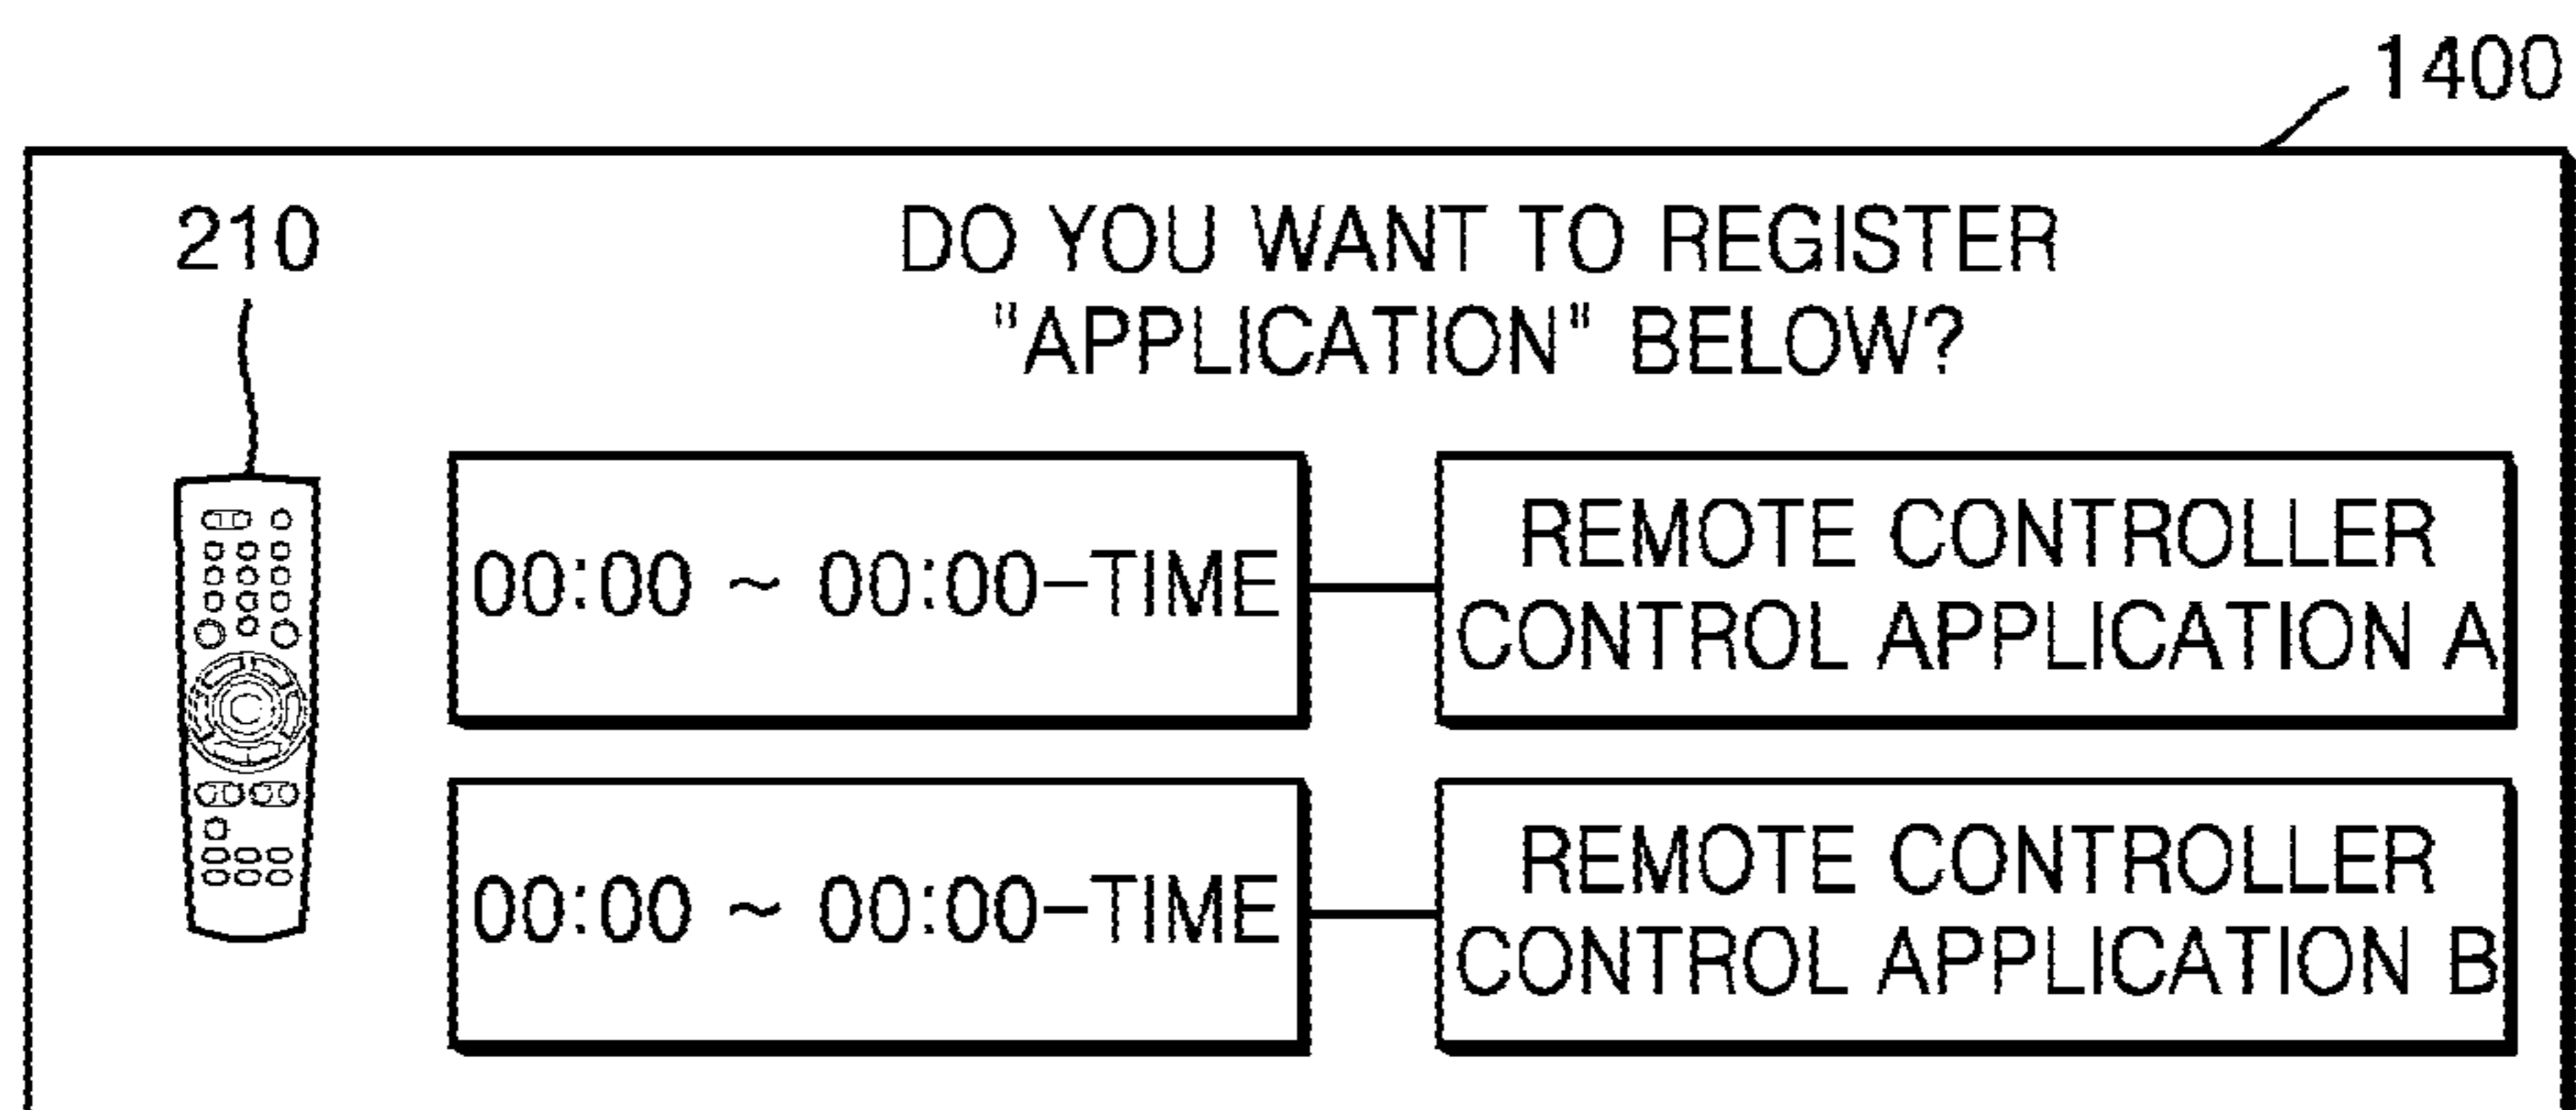 1400
210
DO YOU WANT TO REGISTER
"APPLICATION" BELOW?
00:00 ~ 00:00-TIME
REMOTE CONTROLLER
CONTROL APPLICATION A
00:00 ~ 00:00-TIME
REMOTE CONTROLLER
CONTROL APPLICATION B